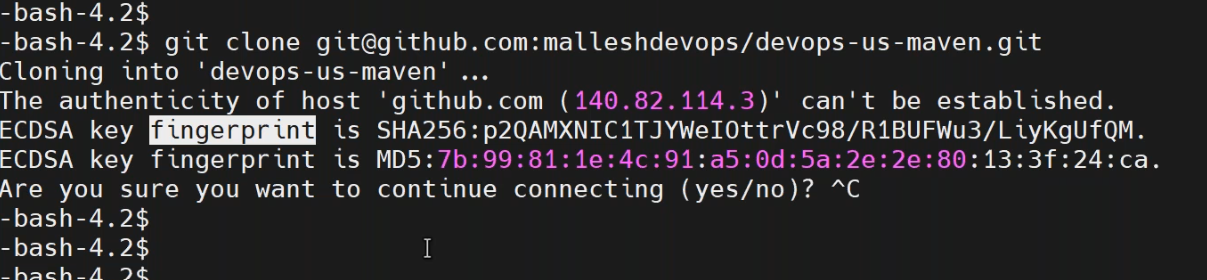 -bash-4.2$
-bash-4.2$ git clone git@github.com:malleshdevops/devops-us-maven.git
Cloning into 'devops-us-maven'...
The authenticity of host 'github.com (140.82.114.3)' can't be established.
ECDSA key fingerprint is SHA256:p2QAMXNIC1TJYWeIOttrVc98/R1BUFWu3/LiyKgUfQM.
ECDSA key fingerprint is MD5:7b:99:81:1e:4c:91:a5:0d:5a:2e:2e:80:13:3f:24:ca.
Are you sure you want to continue connecting (yes/no)? ^C
-bash-4.2$
-bash-4.2$
-bash-4.2$